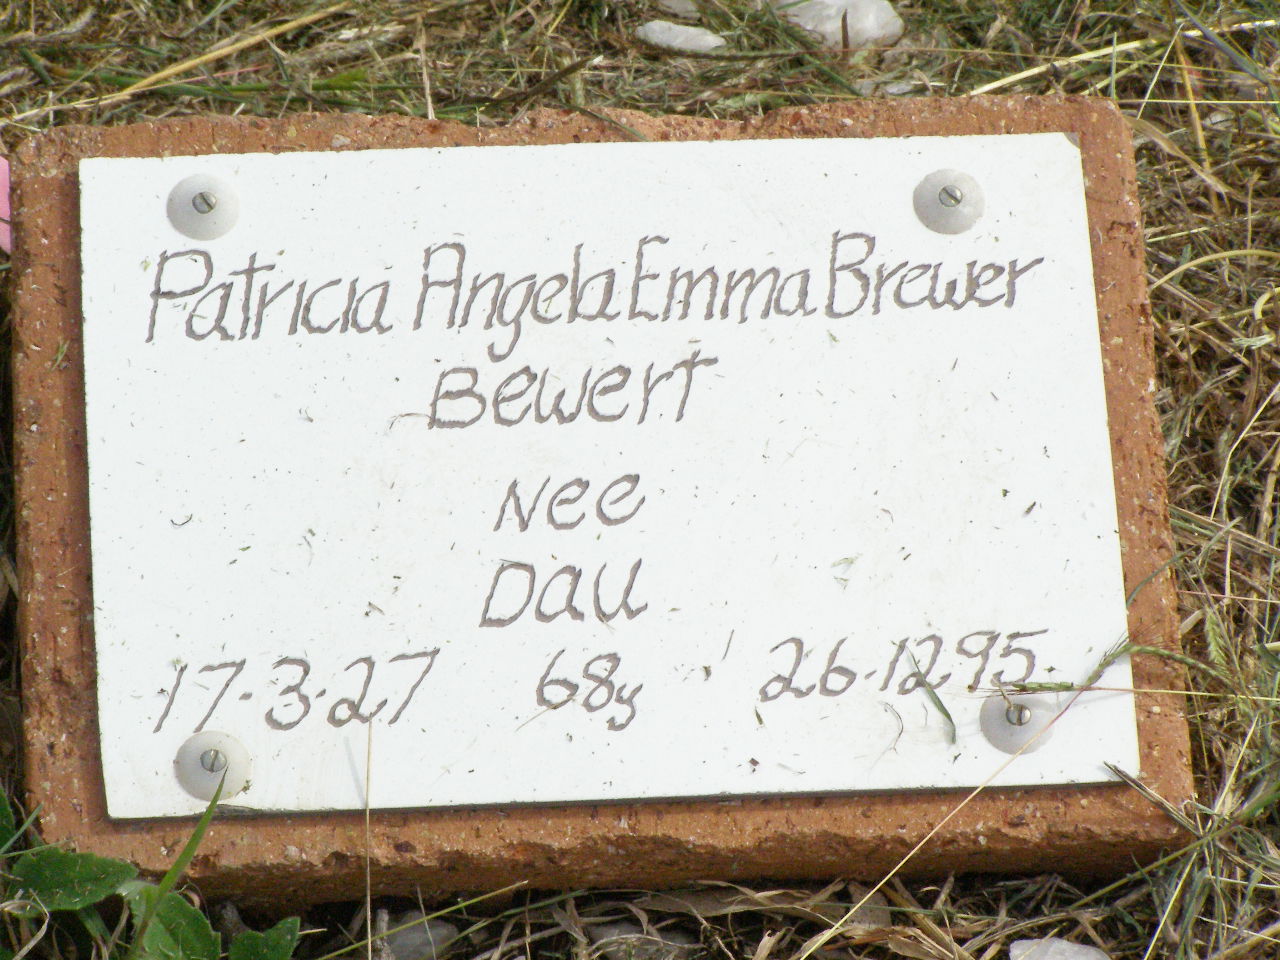 Patricia Angela Emma Brewer
Bewert
Nee
Dau
17.3.27 68y 26.12 95